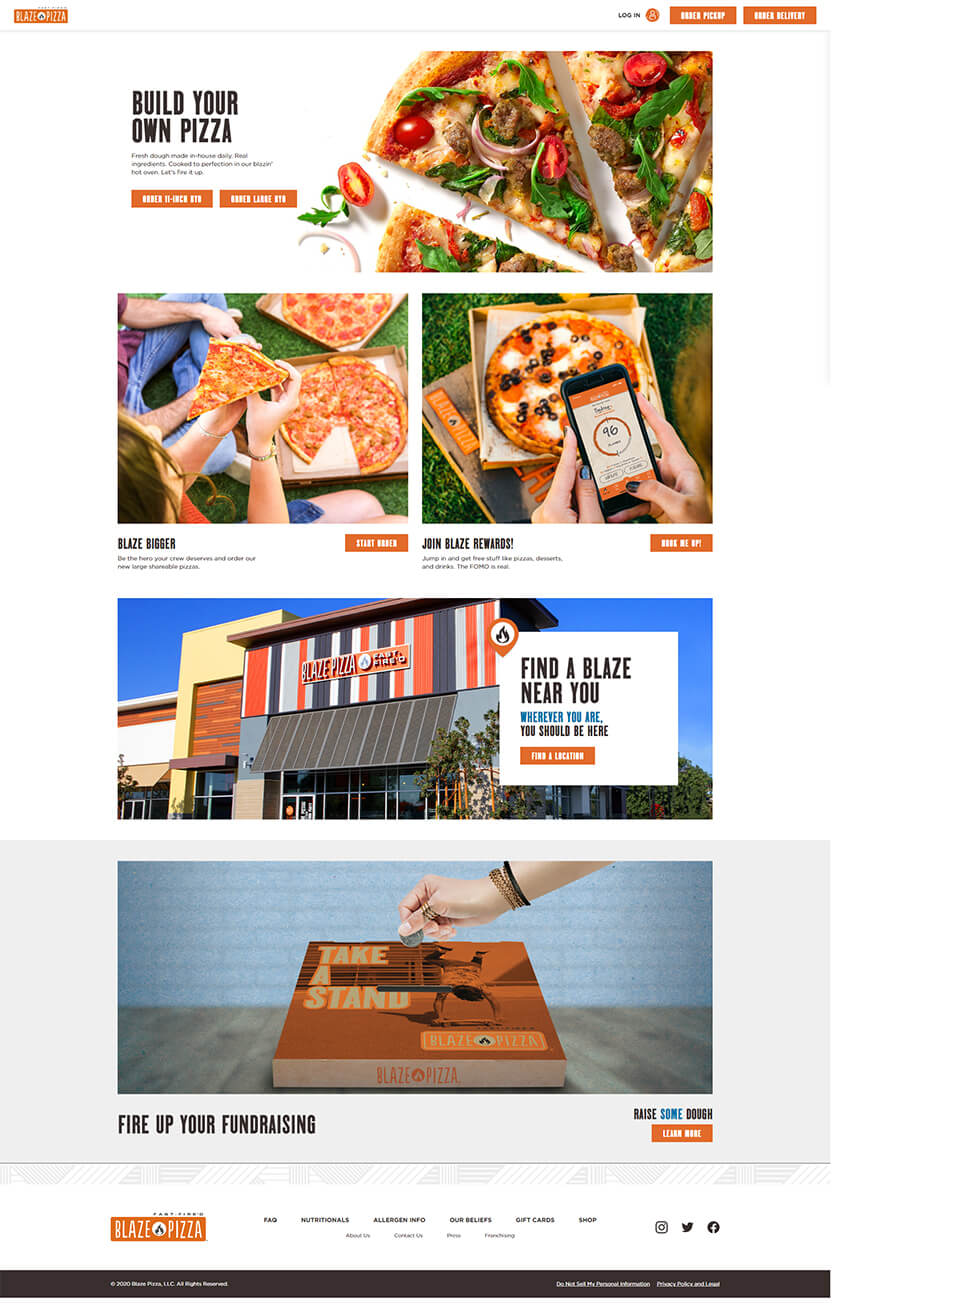 FAST-FIRE'D
BLAZE PIZZA
LOG IN
ORDER PICKUP
ORDER DELIVERY
BUILD YOUR
OWN PIZZA
Fresh dough made in-house daily. Real
ingredients. Cooked to perfection in our blazin'
hot oven. Let's fire it up.
ORDER 11-INCH BYO
ORDER LARGE BYO
96
BLAZE BIGGER
START ORDER
Be the hero your crew deserves and order our
new large shareable pizzas.
JOIN BLAZE REWARDS!
HOOK ME UP!
Jump in and get free stuff like pizzas, desserts,
and drinks. The FOMO is real.
BLAZE PIZZA
FAST-
FIRE'D
FIND A BLAZE
NEAR YOU
WHEREVER YOU ARE,
YOU SHOULD BE HERE
FIND A LOCATION
TAKE
A
STAND
FAST-FIRE'D
BLAZE PIZZA
BLAZE PIZZA.
FIRE UP YOUR FUNDRAISING
RAISE SOME DOUGH
LEARN MORE
FAST-FIRE'D
BLAZE PIZZA
FAQ
NUTRITIONALS
ALLERGEN INFO
OUR BELIEFS
GIFT CARDS
SHOP
About Us
Contact Us
Press
Franchising
© 2020 Blaze Pizza, LLC. All Rights Reserved.
Do Not Sell My Personal Information
Privacy Policy and Legal